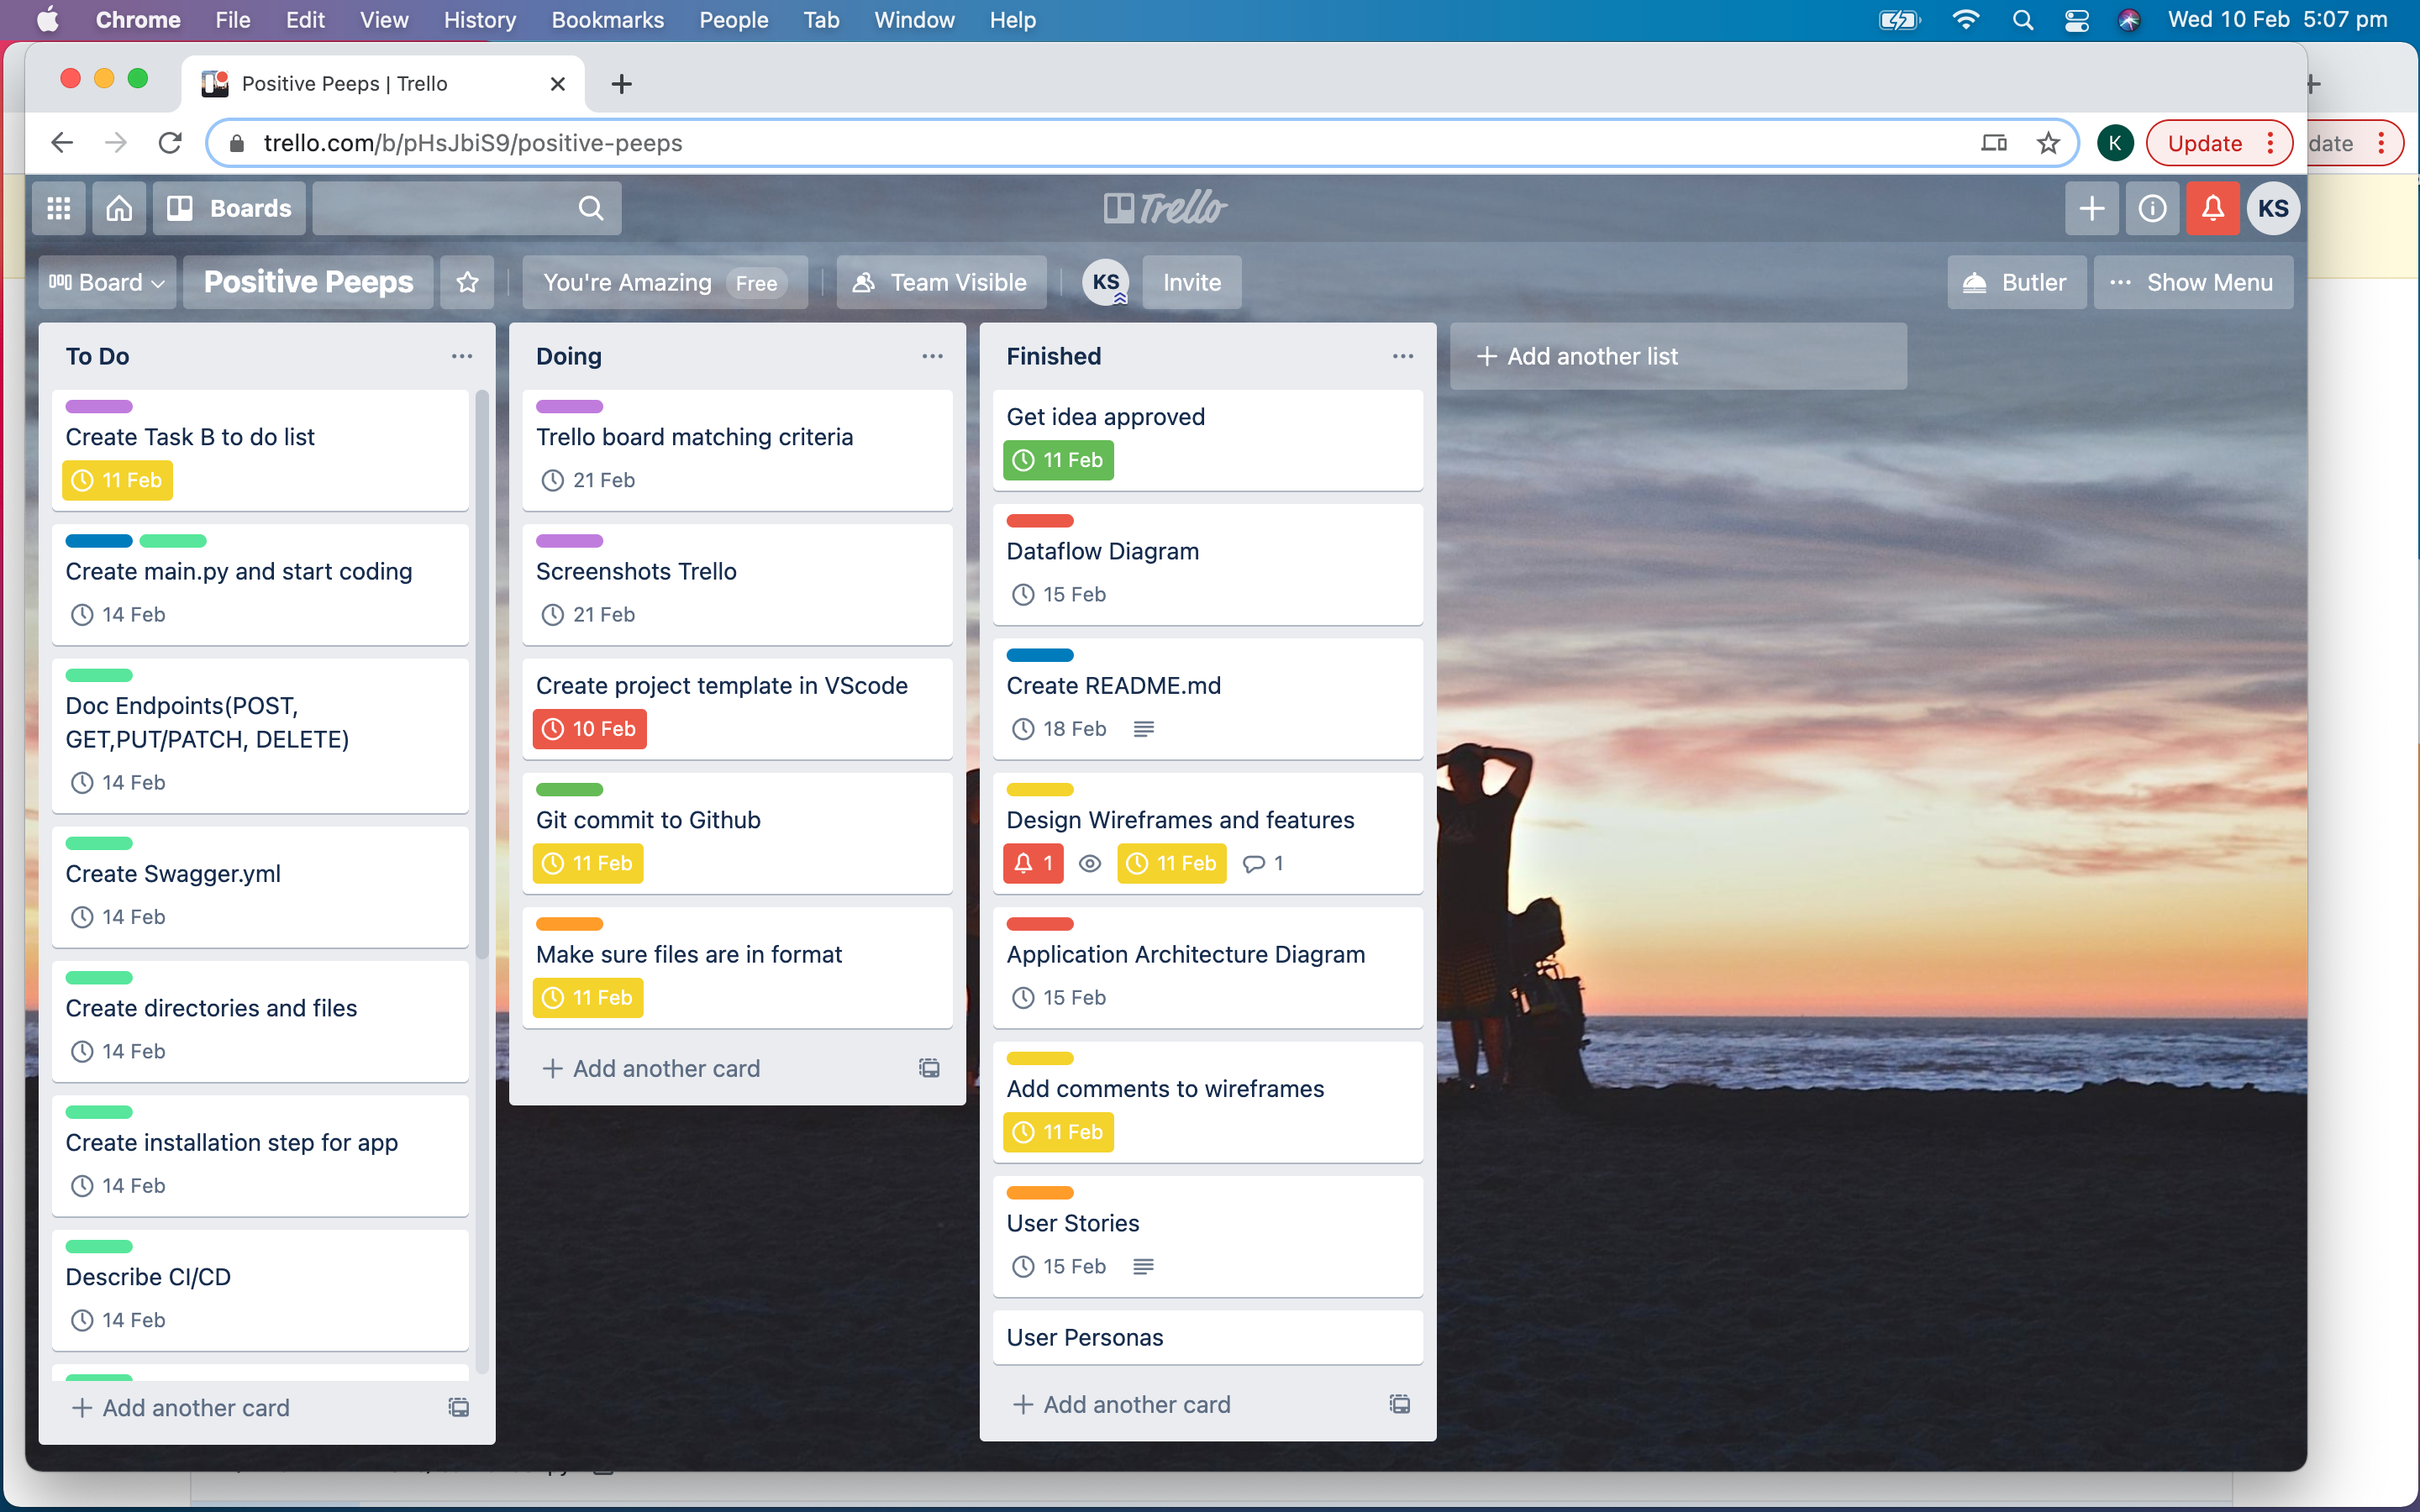 Chrome File Edit View History Bookmarks People Tab Window Help Wed 10 Feb 5:07 pm
Positive Peeps | Trello
trello.com/b/pHsJbiS9/positive-peeps K Update date
Boards Trello KS
Board Positive Peeps You're Amazing Free Team Visible KS Invite Butler Show Menu
To Do
Create Task B to do list
11 Feb
Create main.py and start coding
14 Feb
Doc Endpoints(POST,
GET,PUT/PATCH, DELETE)
14 Feb
Create Swagger.yml
14 Feb
Create directories and files
14 Feb
Create installation step for app
14 Feb
Describe CI/CD
14 Feb
Add another card
Doing
Trello board matching criteria
21 Feb
Screenshots Trello
21 Feb
Create project template in VScode
10 Feb
Git commit to Github
11 Feb
Make sure files are in format
11 Feb
Add another card
Finished
Get idea approved
11 Feb
Dataflow Diagram
15 Feb
Create README.md
18 Feb
Design Wireframes and features
1 11 Feb 1
Application Architecture Diagram
15 Feb
Add comments to wireframes
11 Feb
User Stories
15 Feb
User Personas
Add another card
Add another list